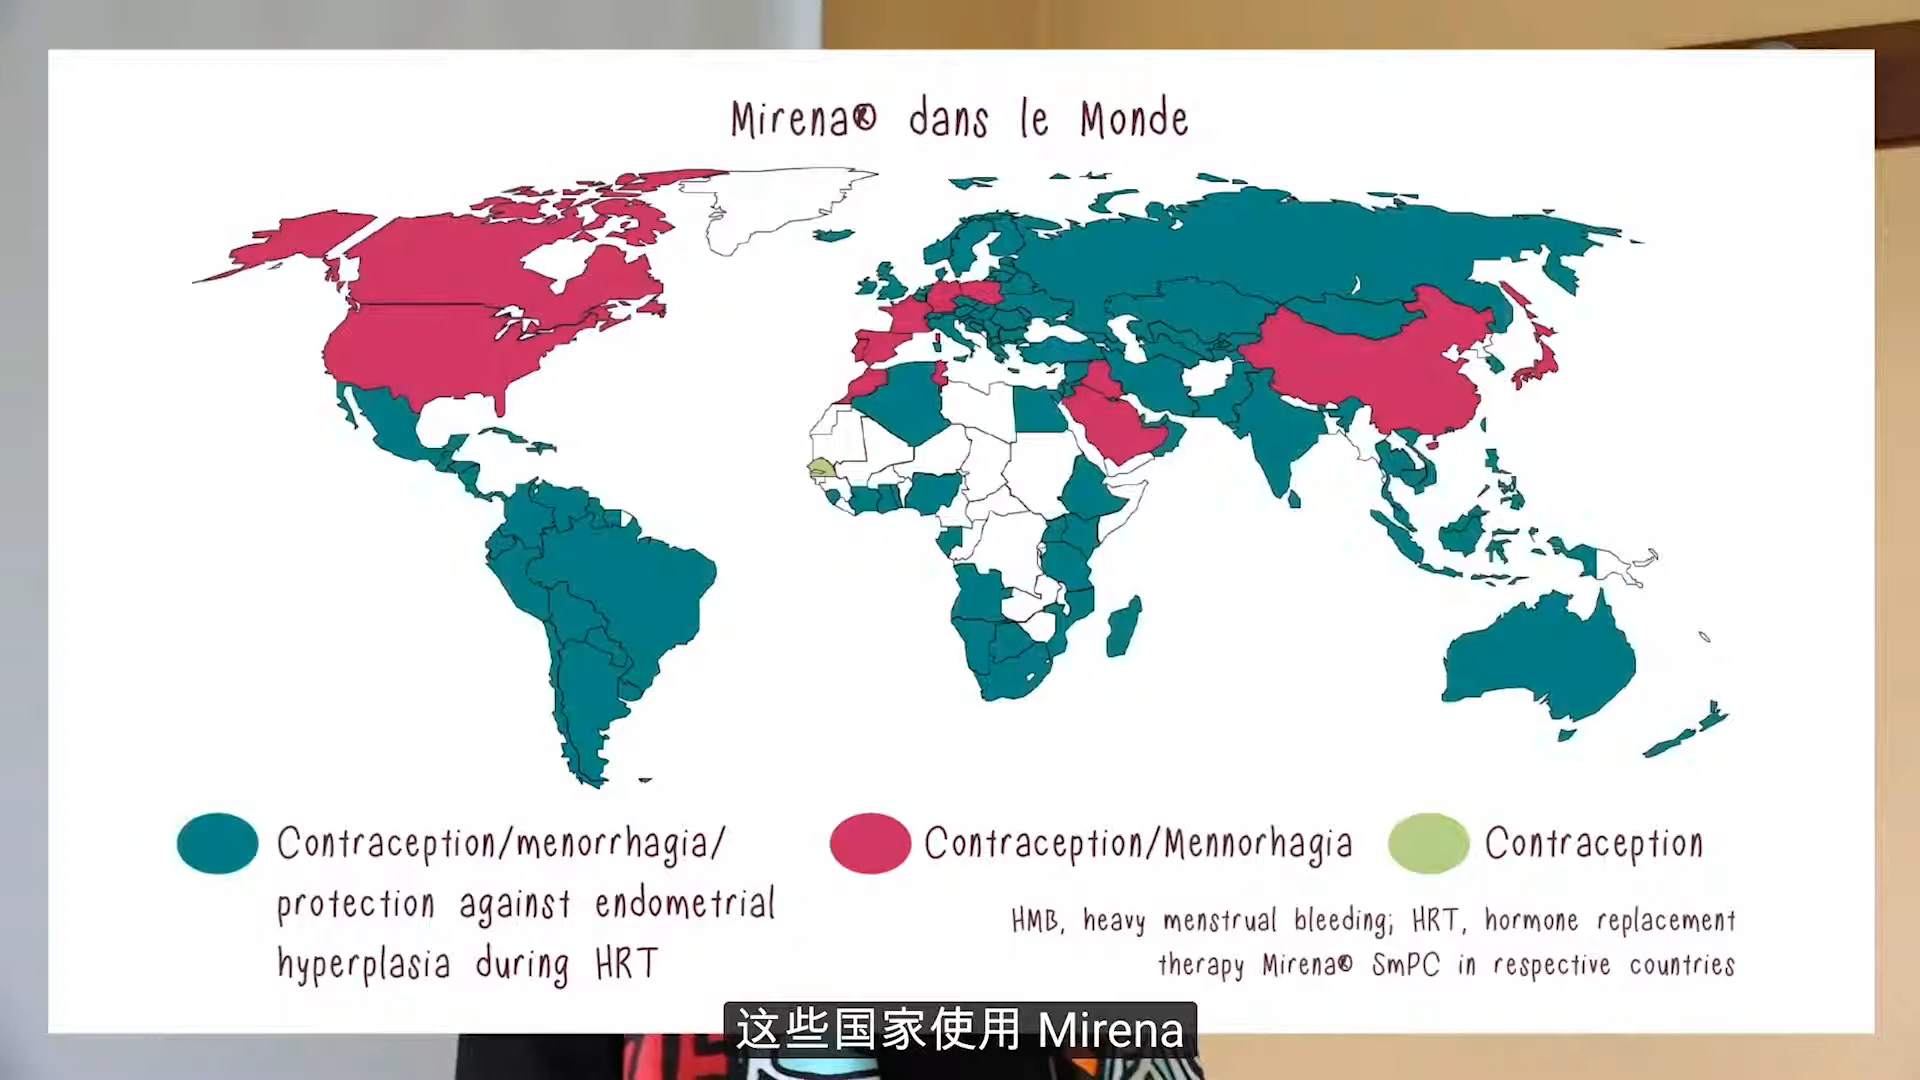 Mirena® dans le Monde
Contraception/menorrhagia/
protection against endometrial
hyperplasia during HRT
Contraception/Mennorhagia
Contraception
HMB, heavy menstrual bleeding; HRT, hormone replacement
therapy Mirena® SmPC in respective countries
这些国家使用 Mirena